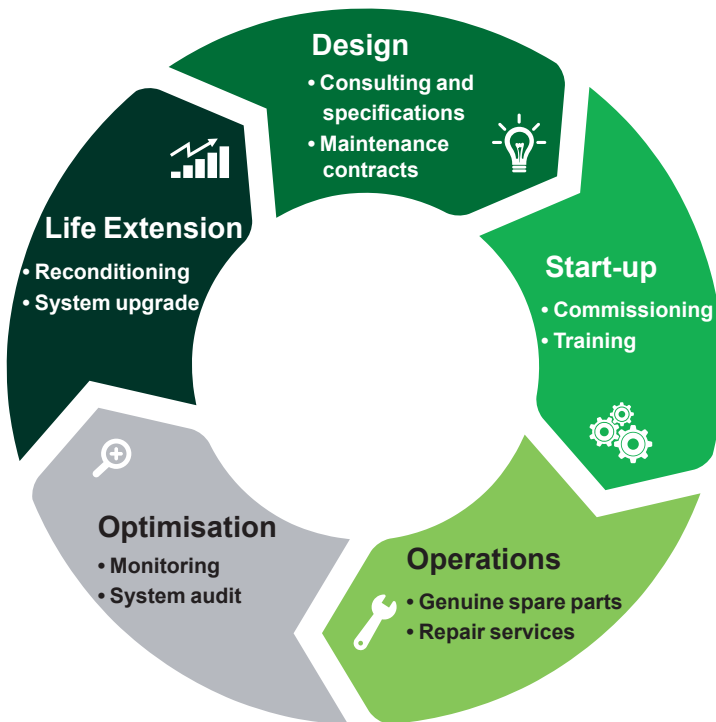 Design
• Consulting and
specifications
• Maintenance
contracts
Start-up
• Commissioning
• Training
Operations
• Genuine spare parts
• Repair services
Optimisation
• Monitoring
• System audit
Life Extension
• Reconditioning
• System upgrade